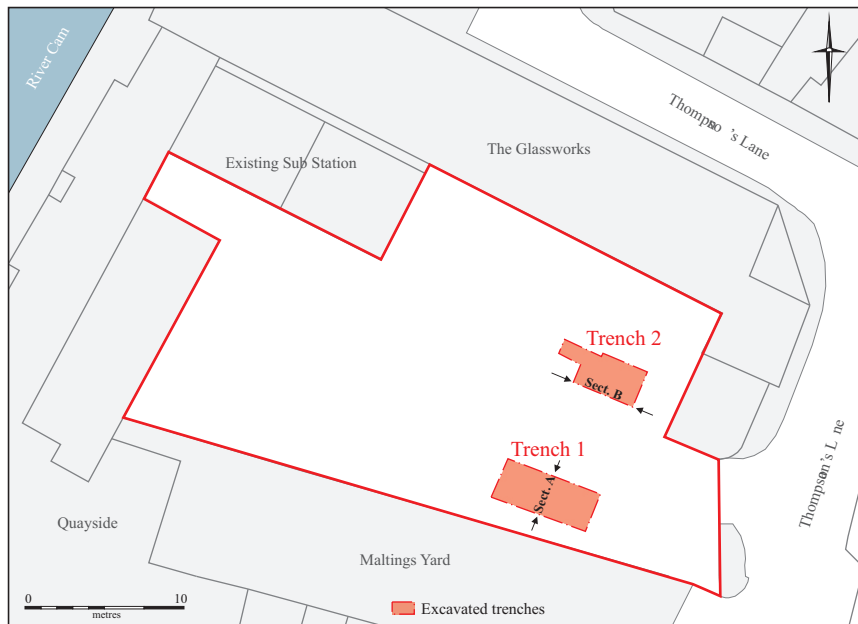 River Cam
Thompson's Lane
The Glassworks
Existing Sub Station
Trench 2
Sect. B
Trench 1
Sect. A
Thompson's L ne
Quayside
Maltings Yard
0 10
metres
Excavated trenches